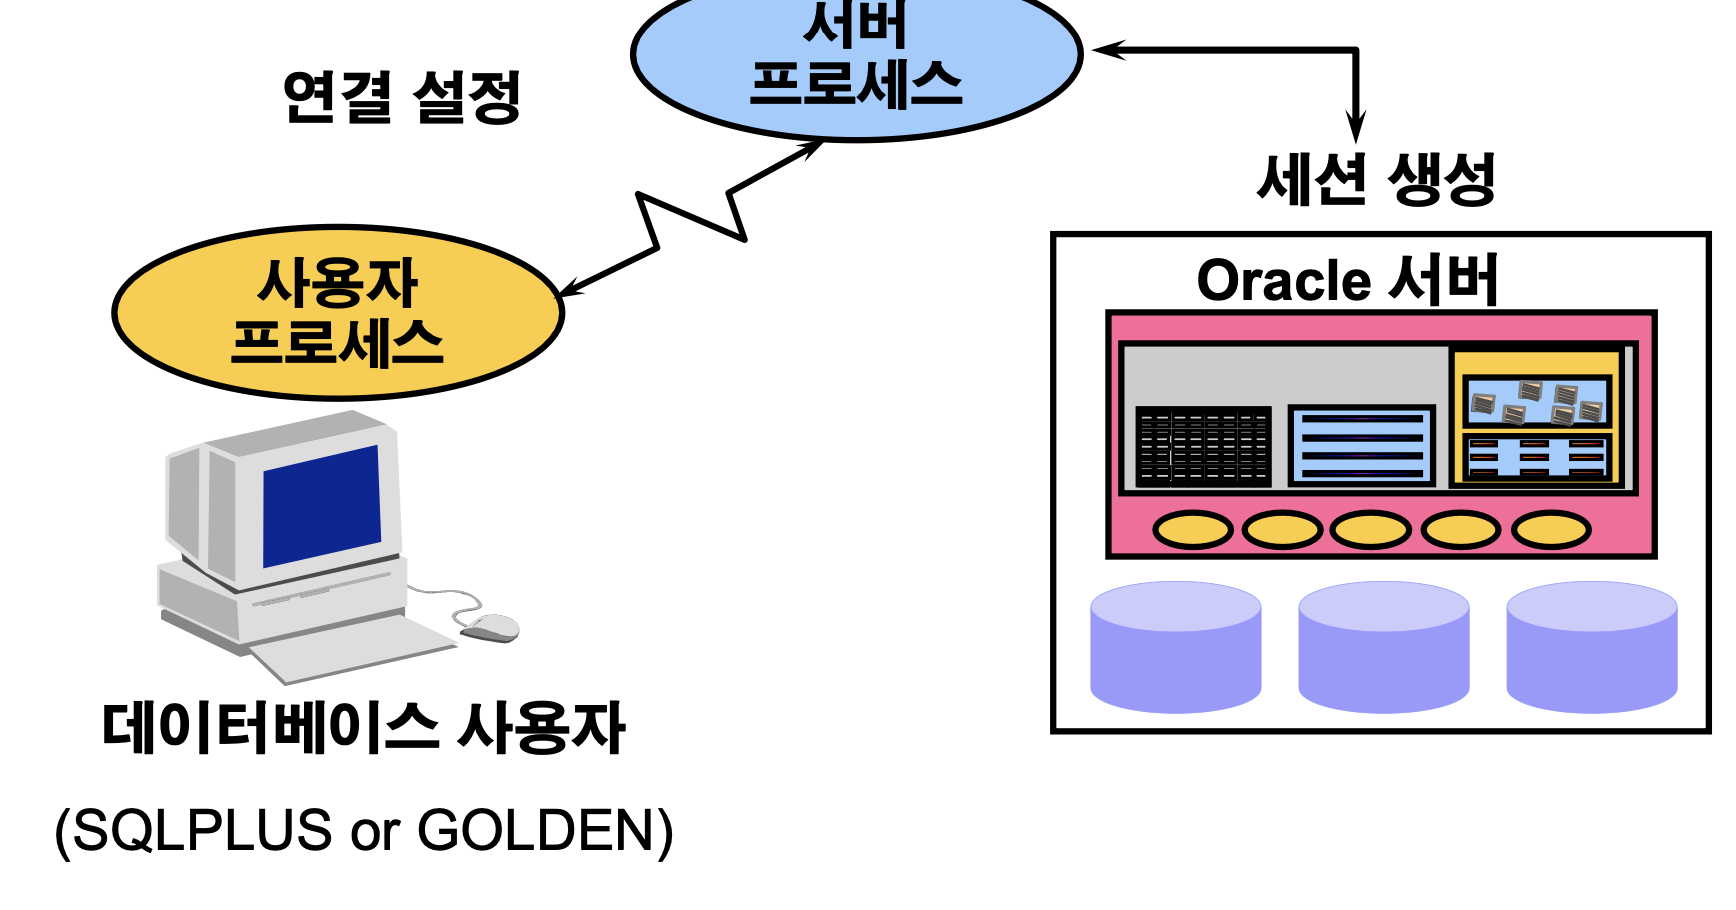 서버
프로세스
연결 설정
세션 생성
Oracle 서버
사용자
프로세스
데이터베이스 사용자
(SQLPLUS or GOLDEN)